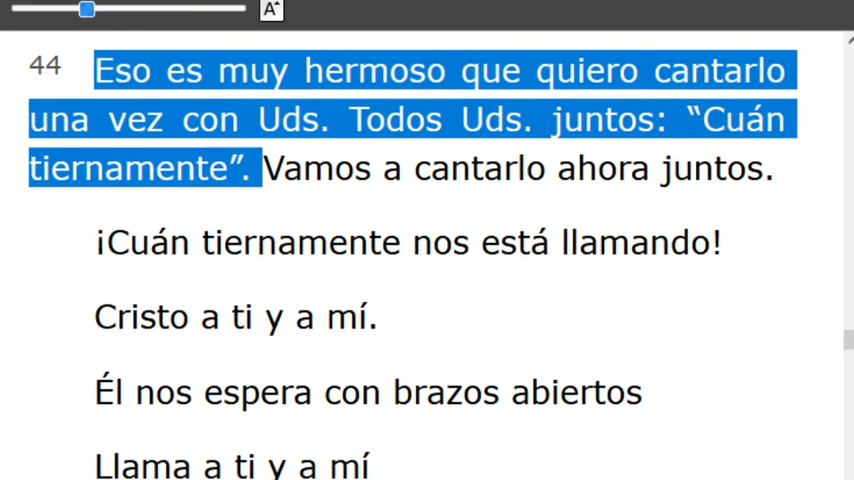 A
44 Eso es muy hermoso que quiero cantarlo
una vez con Uds. Todos Uds. juntos: “Cuán
tiernamente”. Vamos a cantarlo ahora juntos.
¡Cuán tiernamente nos está llamando!
Cristo a ti y a mí.
Él nos espera con brazos abiertos
Llama a ti y a mí